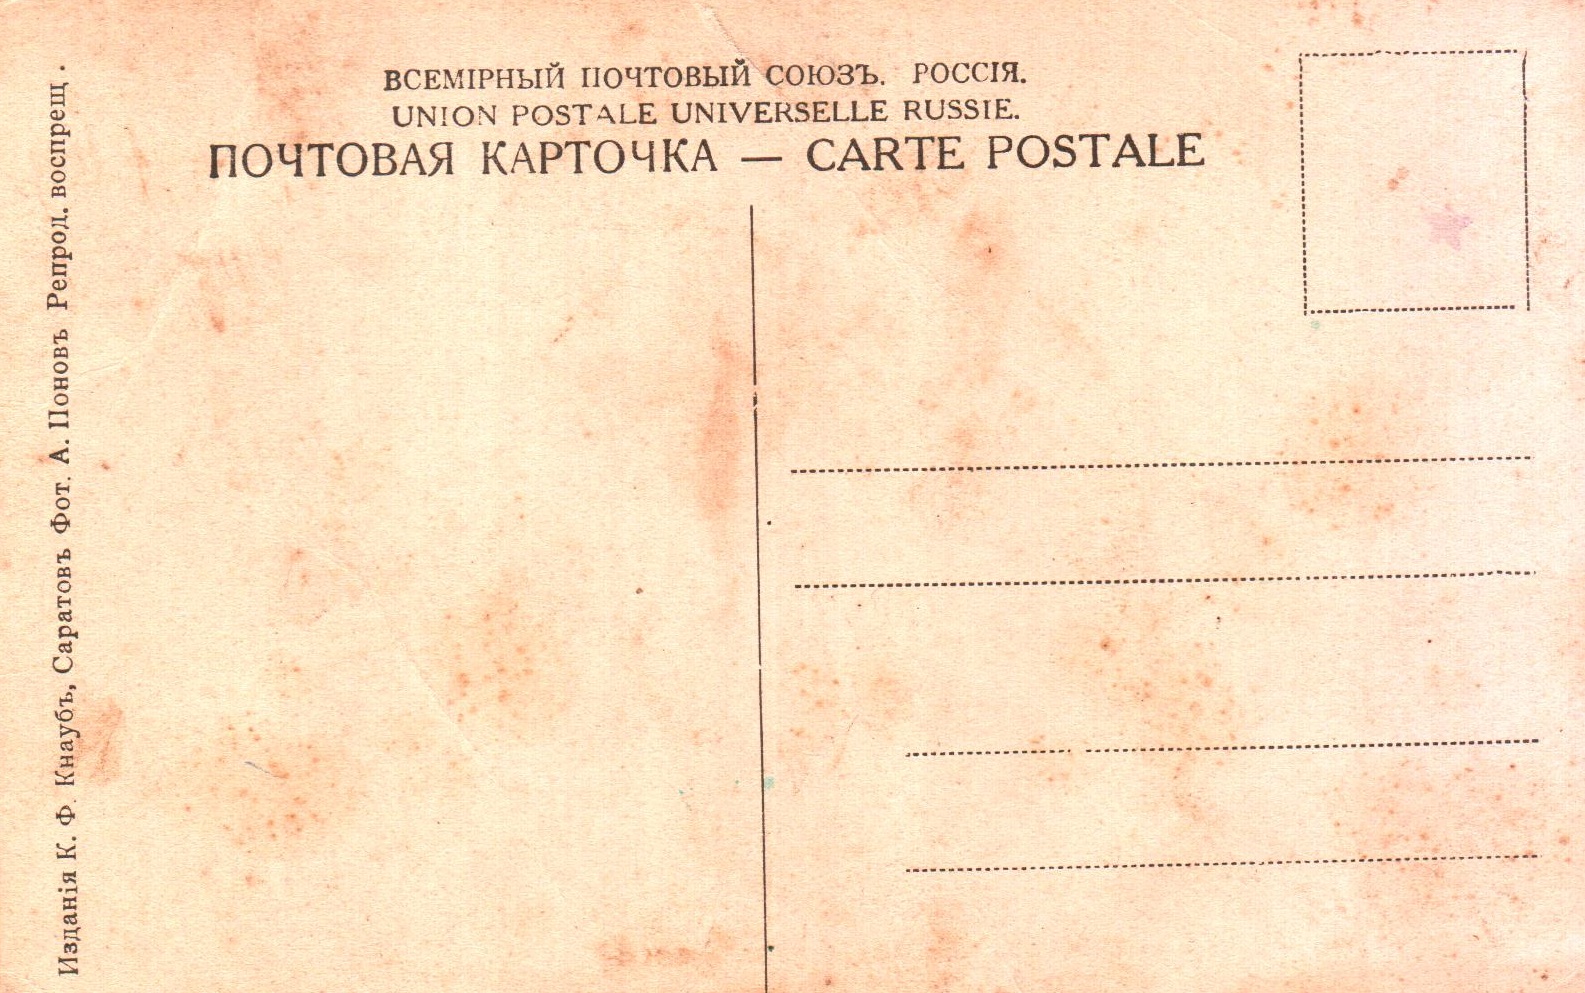 ВСЕМІРНЫЙ ПОЧТОВЫЙ СОЮЗЪ. РОССІЯ.
UNION POSTALE UNIVERSELLE RUSSIE.
ПОЧТОВАЯ КАРТОЧКА — CARTE POSTALE
Изданія К. Ф. Кнаубъ, Саратовъ Фот. А. Поновъ Репрод. воспрещ.